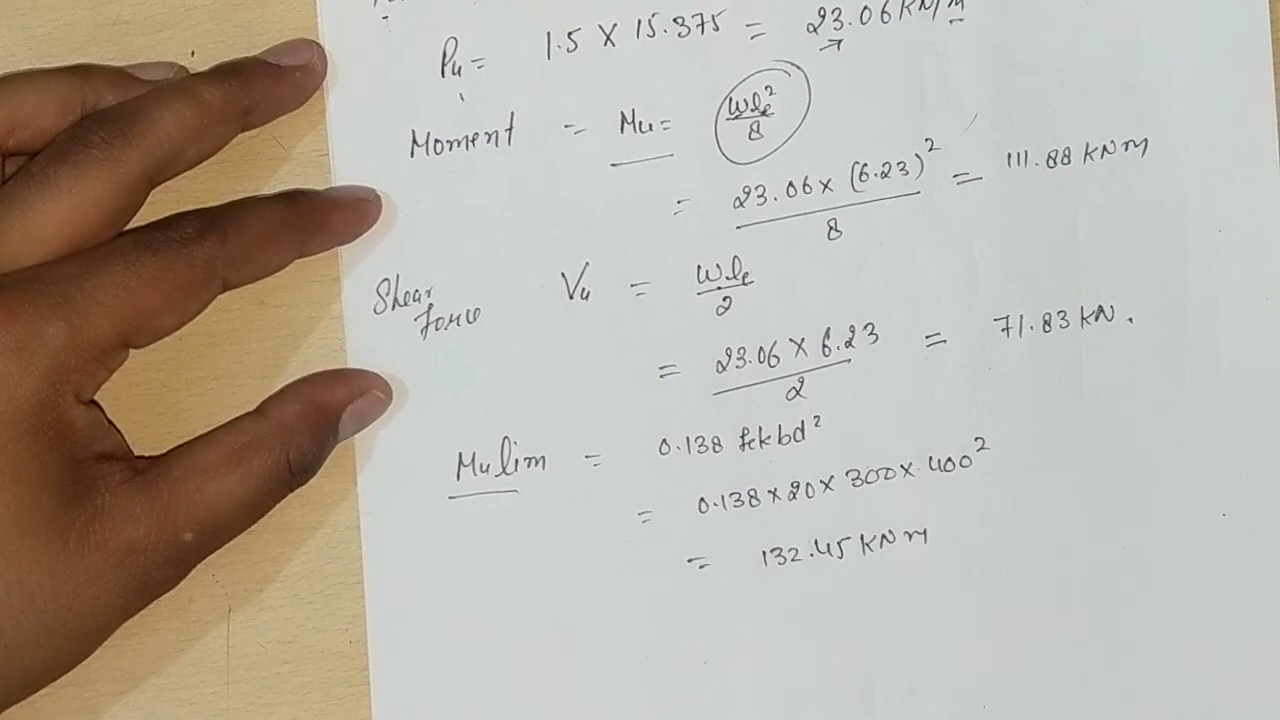 Pu = 1.5 X 15.375 = 23.06 KN/m
Moment = Mu = wle²/8
= 23.06 x (6.23)²/8 = 111.88 KNm
Shear force Vu = wle/2
= 23.06 X 6.23/2 = 71.83 KN.
Mulim = 0.138 fck bd²
= 0.138 x 20 x 300 x 400²
= 132.45 KNm